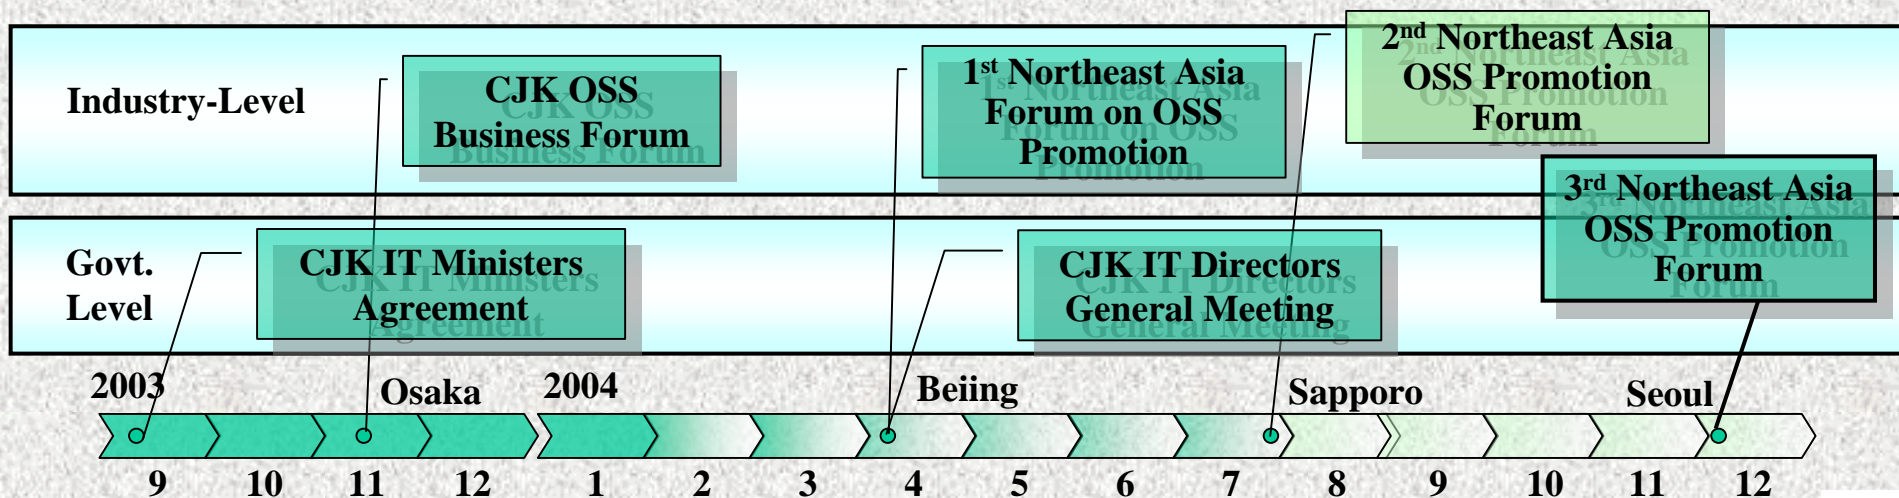 Industry-Level
CJK OSS
Business Forum
1st Northeast Asia
Forum on OSS
Promotion
2nd Northeast Asia
OSS Promotion
Forum
3rd Northeast Asia
OSS Promotion
Forum
Govt.
Level
CJK IT Ministers
Agreement
CJK IT Directors
General Meeting
2003
Osaka
2004
Beiing
Sapporo
Seoul
9 10 11 12 1 2 3 4 5 6 7 8 9 10 11 12